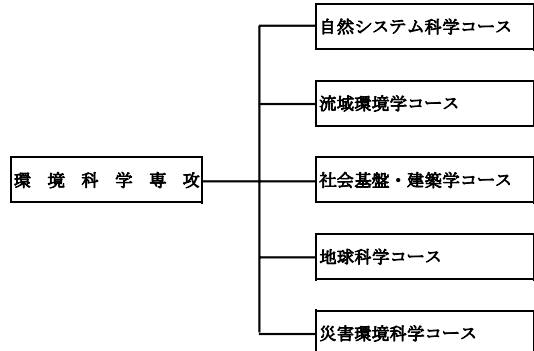 自然システム科学コース
流域環境学コース
環　境　科　学　専　攻
社会基盤・建築学コース
地球科学コース
災害環境科学コース